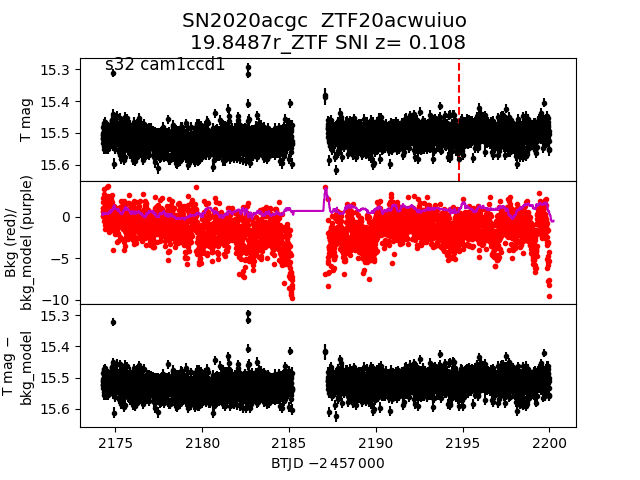 SN2020acgc  ZTF20acwuiuo
19.8487r_ZTF SNI z= 0.108
s32 cam1ccd1
15.3
15.4
15.5
15.6
T mag
0
−5
−10
Bkg (red)/
bkg_model (purple)
15.3
15.4
15.5
15.6
T mag −
bkg_model
2175 2180 2185 2190 2195 2200
BTJD −2 457 000